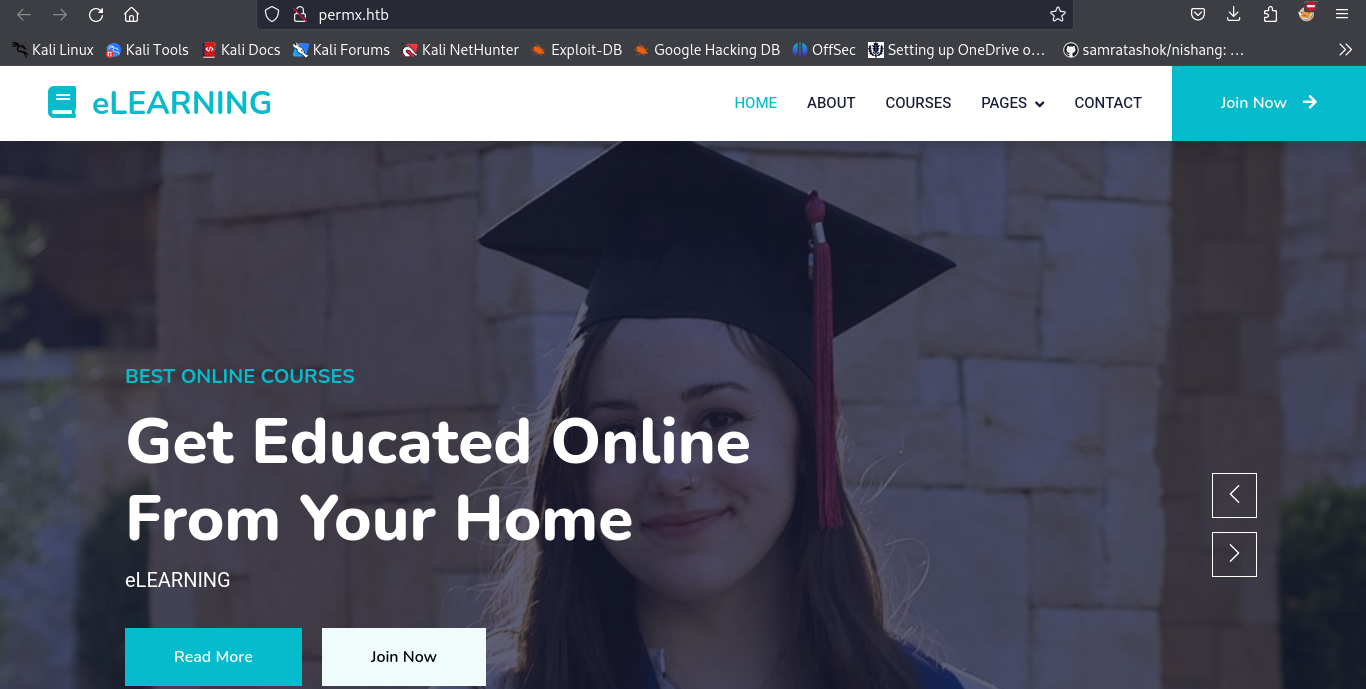 permx.htb
Kali Linux Kali Tools Kali Docs Kali Forums Kali NetHunter Exploit-DB Google Hacking DB OffSec Setting up OneDrive o... samratashok/nishang: ...
eLEARNING HOME ABOUT COURSES PAGES CONTACT Join Now
BEST ONLINE COURSES
Get Educated Online
From Your Home
eLEARNING
Read More Join Now